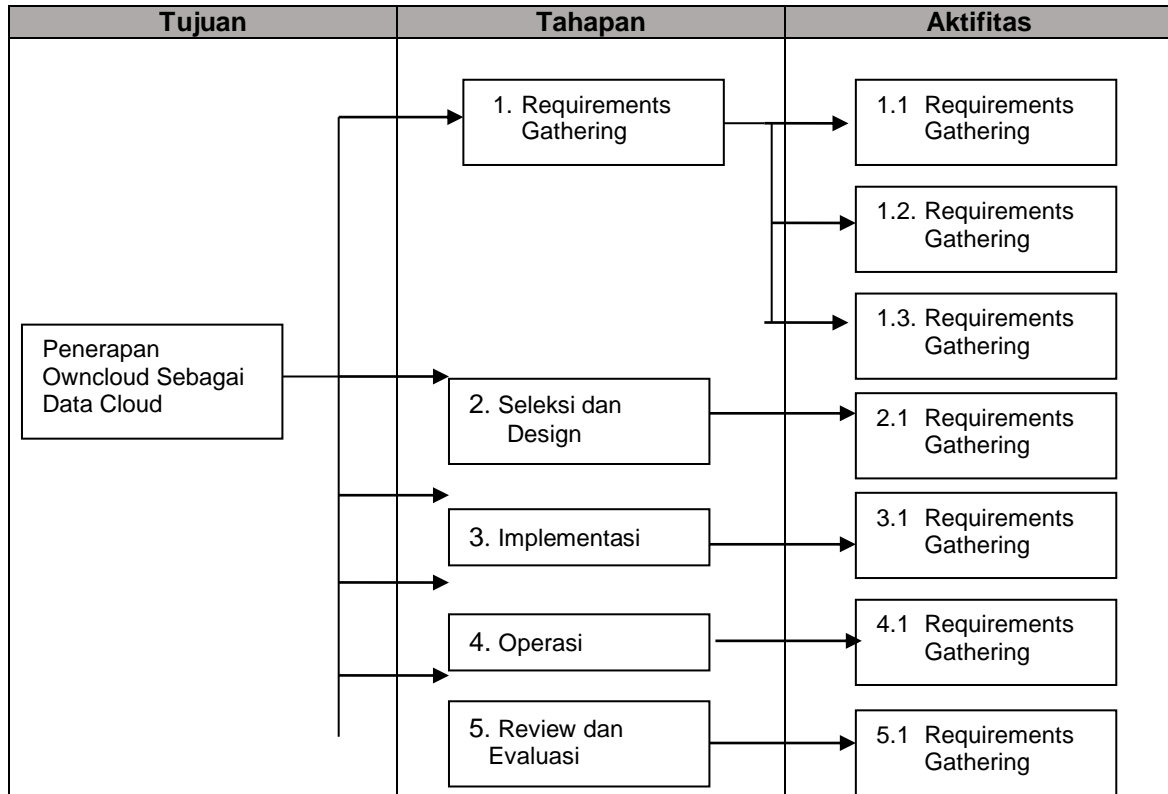 Tujuan
Tahapan
Aktifitas
Penerapan
Owncloud Sebagai
Data Cloud
1. Requirements
Gathering
2. Seleksi dan
Design
3. Implementasi
4. Operasi
5. Review dan
Evaluasi
1.1 Requirements
Gathering
1.2. Requirements
Gathering
1.3. Requirements
Gathering
2.1 Requirements
Gathering
3.1 Requirements
Gathering
4.1 Requirements
Gathering
5.1 Requirements
Gathering